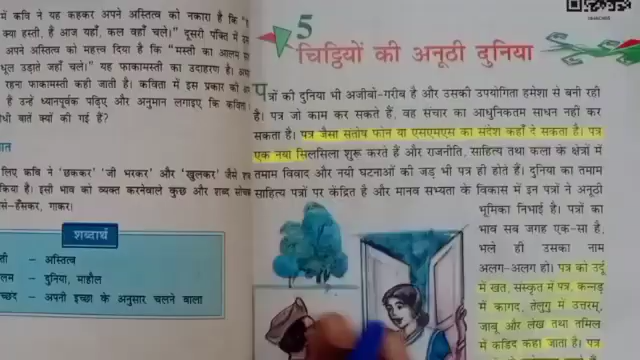 में कवि ने यह कहकर अपने अस्तित्व को नकारा है कि
क्या हस्ती, हैं आज यहाँ, कल वहाँ चले।” दूसरी पंक्ति में
अपने अस्तित्व को महत्त्व दिया है कि “मस्ती का आलम
धूल उड़ाते जहाँ चले।” यह फाकामस्ती का उदाहरण है।
रहना फाकामस्ती कही जाती है। कविता में इस प्रकार की
है उन्हें ध्यानपूर्वक पढ़िए और अनुमान लगाइए कि कविता
धी बातें क्यों की गई हैं?
बात
लिए कवि ने ‘छककर’ ‘जी भरकर’ और ‘खुलकर’ जैसे
किया है। इसी भाव को व्यक्त करनेवाले कुछ और शब्द
से-हँसकर, गाकर।
शब्दार्थ
– अस्तित्व
– दुनिया, माहौल
– अपनी इच्छा के अनुसार चलने वाला
5
चिट्ठियों की अनूठी दुनिया
पत्रों की दुनिया भी अजीबो-गरीब है और उसकी उपयोगिता हमेशा से बनी रही
है। पत्र जो काम कर सकते हैं, वह संचार का आधुनिकतम साधन नहीं कर
सकता है। पत्र जैसा संतोष फोन या एसएमएस का संदेश कहाँ दे सकता है। पत्र
एक नया सिलसिला शुरू करते हैं और राजनीति, साहित्य तथा कला के क्षेत्रों में
तमाम विवाद और नयी घटनाओं की जड़ भी पत्र ही होते हैं। दुनिया का तमाम
साहित्य पत्रों पर केंद्रित है और मानव सभ्यता के विकास में इन पत्रों ने अनूठी
भूमिका निभाई है। पत्रों का
भाव सब जगह एक-सा है,
भले ही उसका नाम
अलग-अलग हो। पत्र को उर्दू
में खत, संस्कृत में पत्र, कन्नड़
में कागद, तेलुगु में उत्तरम्,
जाबू और लेख तथा तमिल
में कडिद कहा जाता है। पत्र